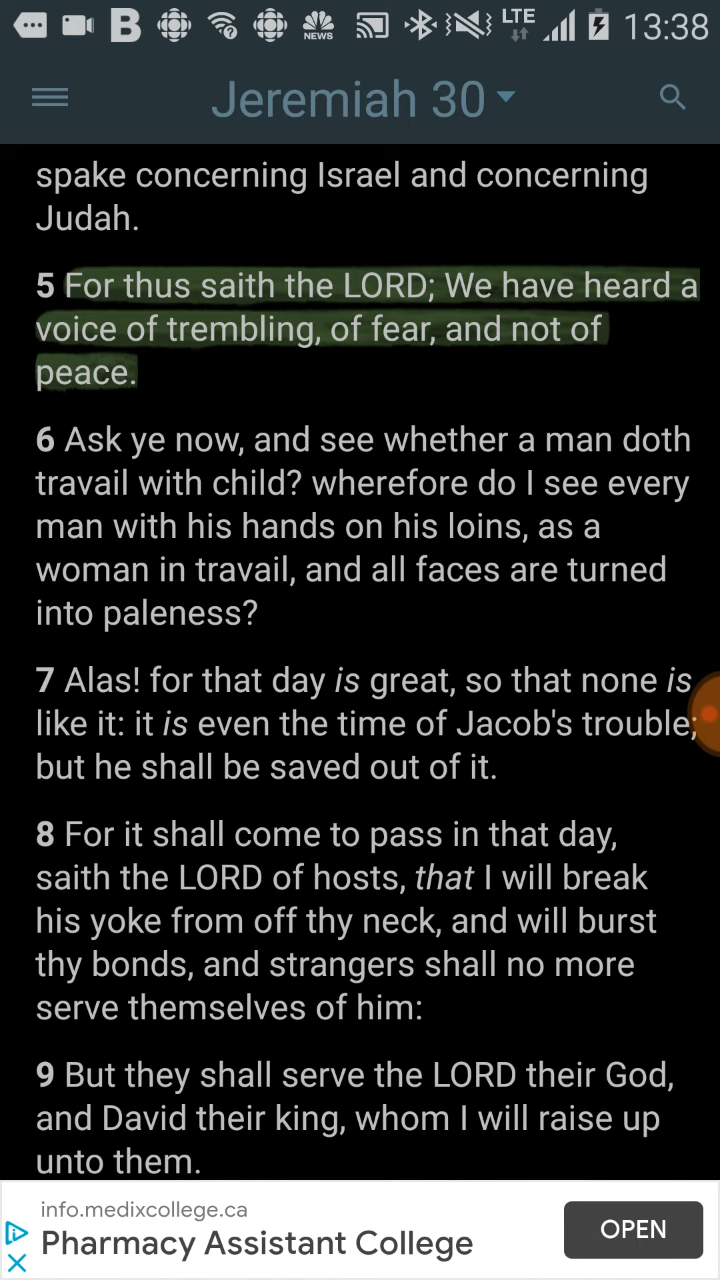 B
NEWS
LTE
13:38
Jeremiah 30
spake concerning Israel and concerning
Judah.
5 For thus saith the LORD; We have heard a
voice of trembling, of fear, and not of
peace.
6 Ask ye now, and see whether a man doth
travail with child? wherefore do I see every
man with his hands on his loins, as a
woman in travail, and all faces are turned
into paleness?
7 Alas! for that day is great, so that none is
like it: it is even the time of Jacob's trouble;
but he shall be saved out of it.
8 For it shall come to pass in that day,
saith the LORD of hosts, that I will break
his yoke from off thy neck, and will burst
thy bonds, and strangers shall no more
serve themselves of him:
9 But they shall serve the LORD their God,
and David their king, whom I will raise up
unto them.
info.medixcollege.ca
Pharmacy Assistant College
OPEN